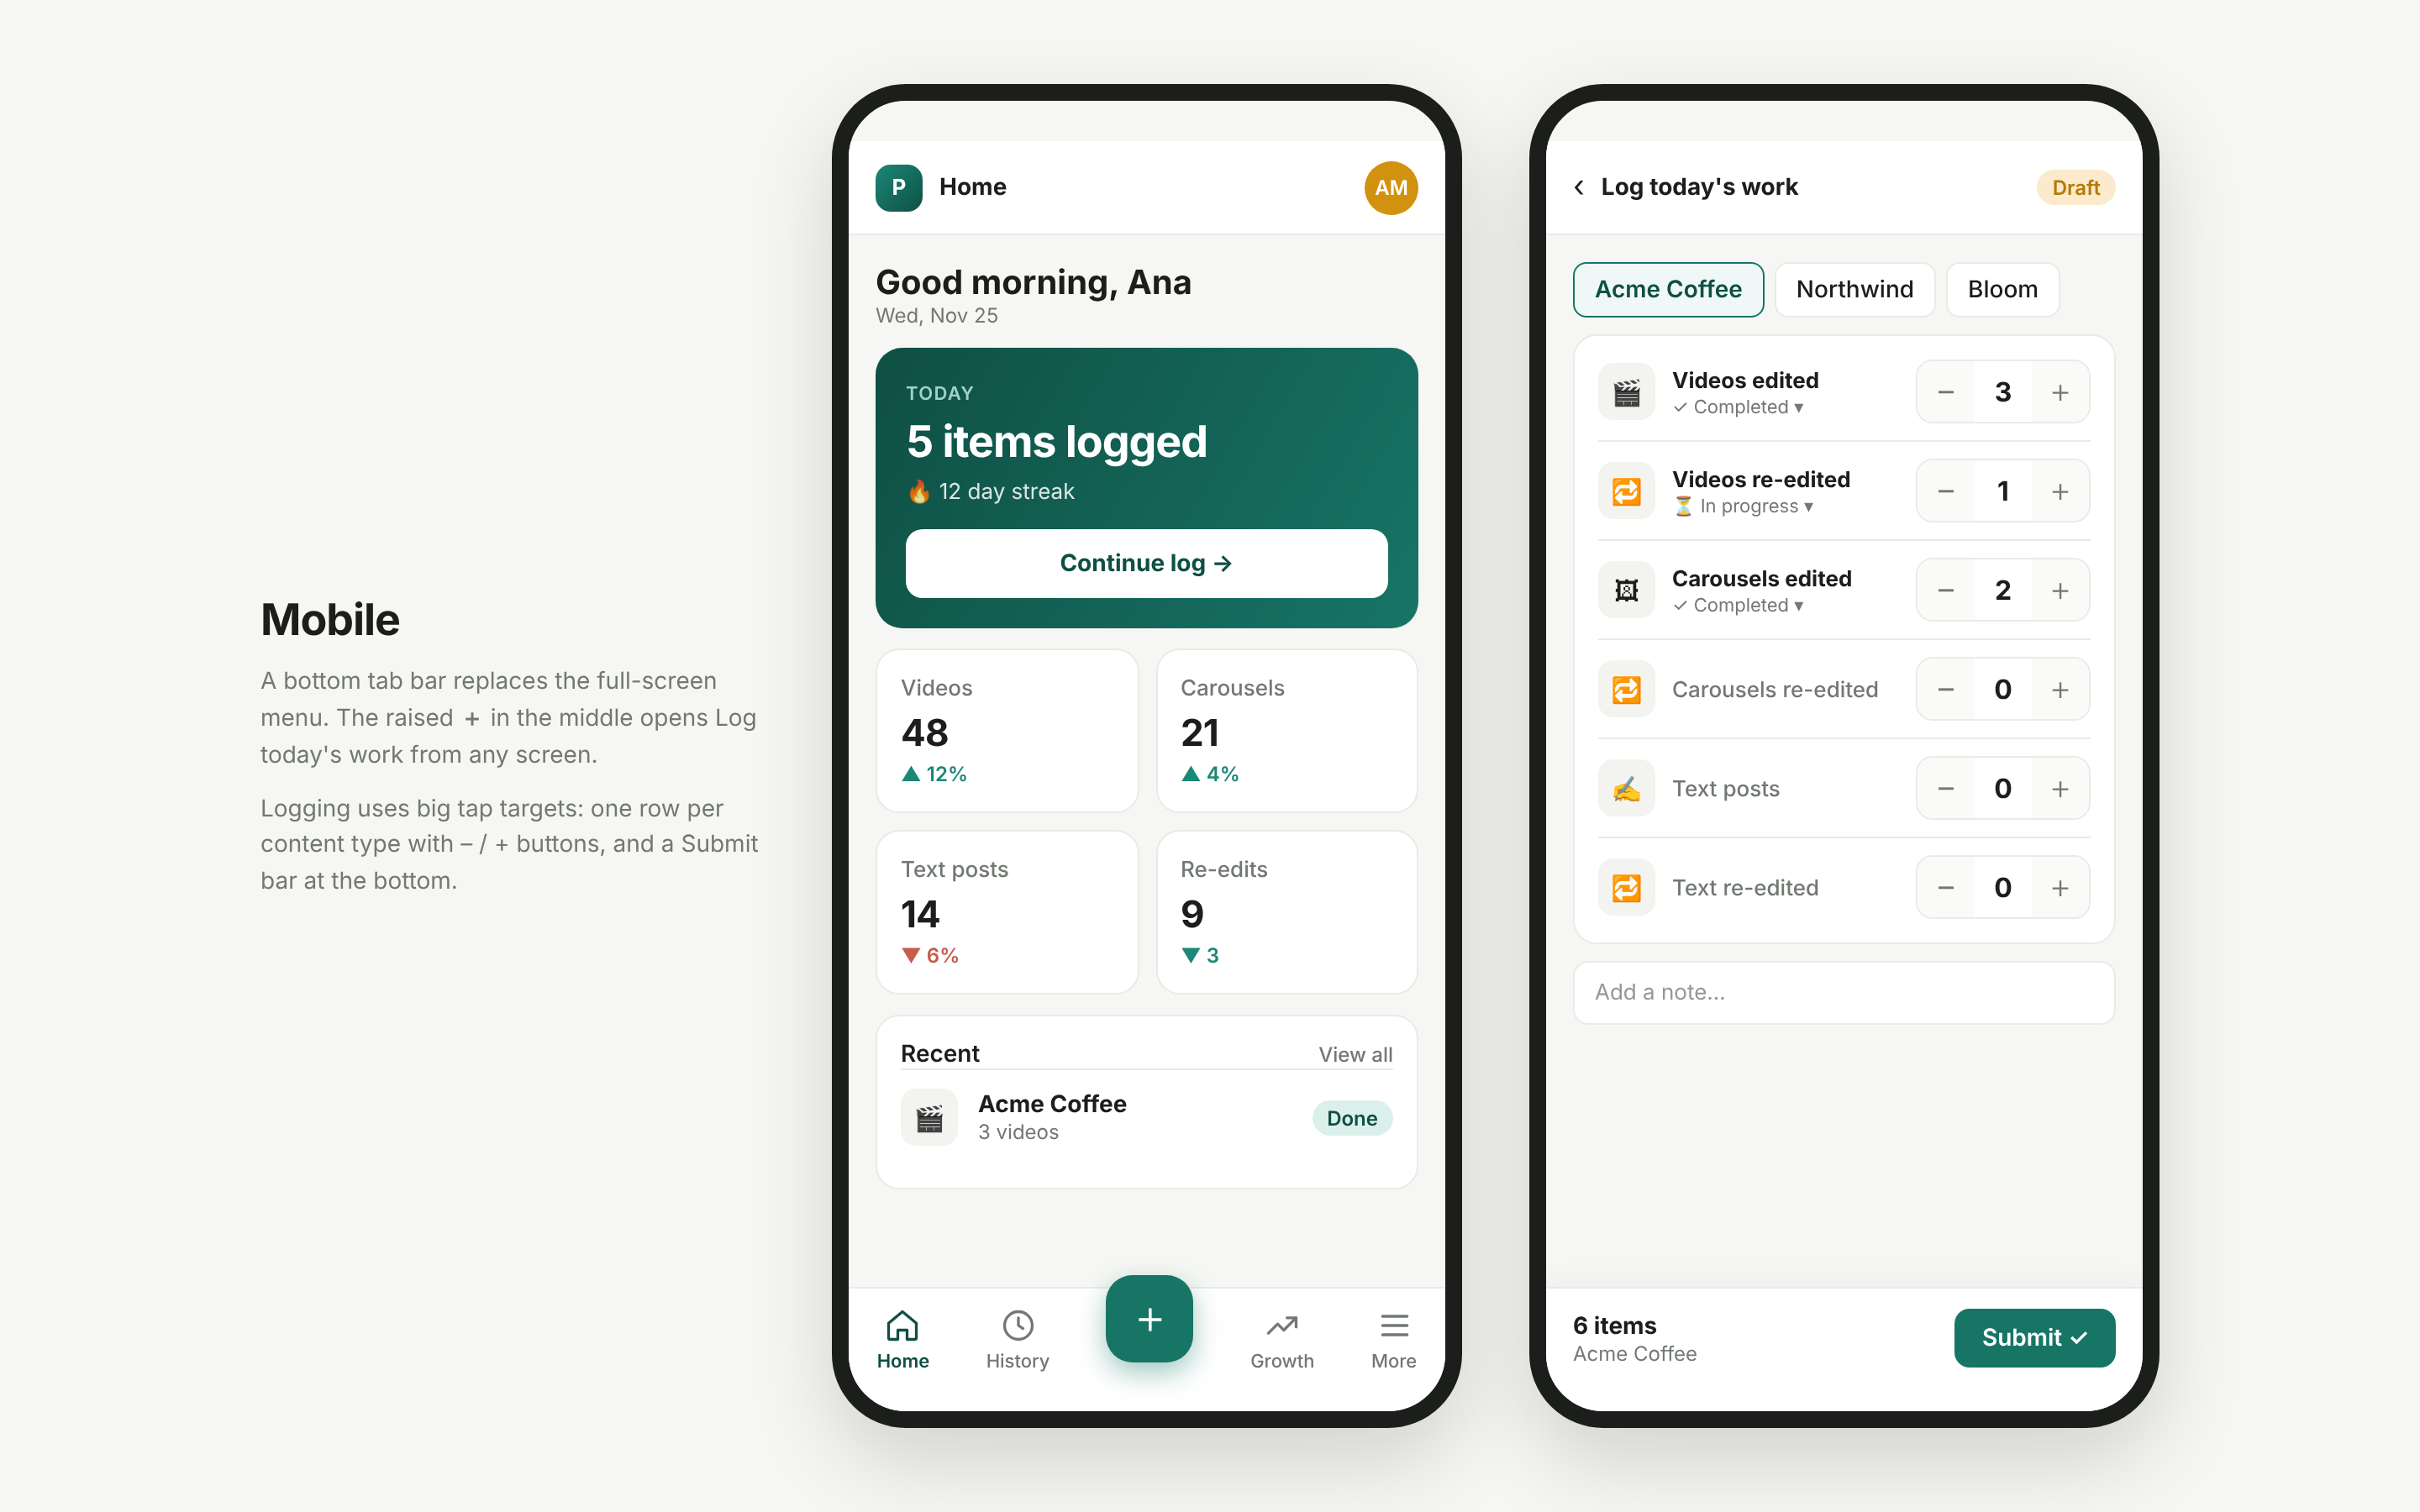 Mobile
A bottom tab bar replaces the full-screen
menu. The raised + in the middle opens Log
today's work from any screen.
Logging uses big tap targets: one row per
content type with – / + buttons, and a Submit
bar at the bottom.
P Home AM
Good morning, Ana
Wed, Nov 25
TODAY
5 items logged
🔥 12 day streak
Continue log →
Videos
48
▲ 12%
Carousels
21
▲ 4%
Text posts
14
▼ 6%
Re-edits
9
▼ 3
Recent View all
Acme Coffee
3 videos
Done
+
Home History Growth More
‹ Log today's work Draft
Acme Coffee Northwind Bloom
Videos edited
✓ Completed ▾
− 3 +
Videos re-edited
⏳ In progress ▾
− 1 +
Carousels edited
✓ Completed ▾
− 2 +
Carousels re-edited − 0 +
Text posts − 0 +
Text re-edited − 0 +
Add a note...
6 items
Acme Coffee
Submit ✓